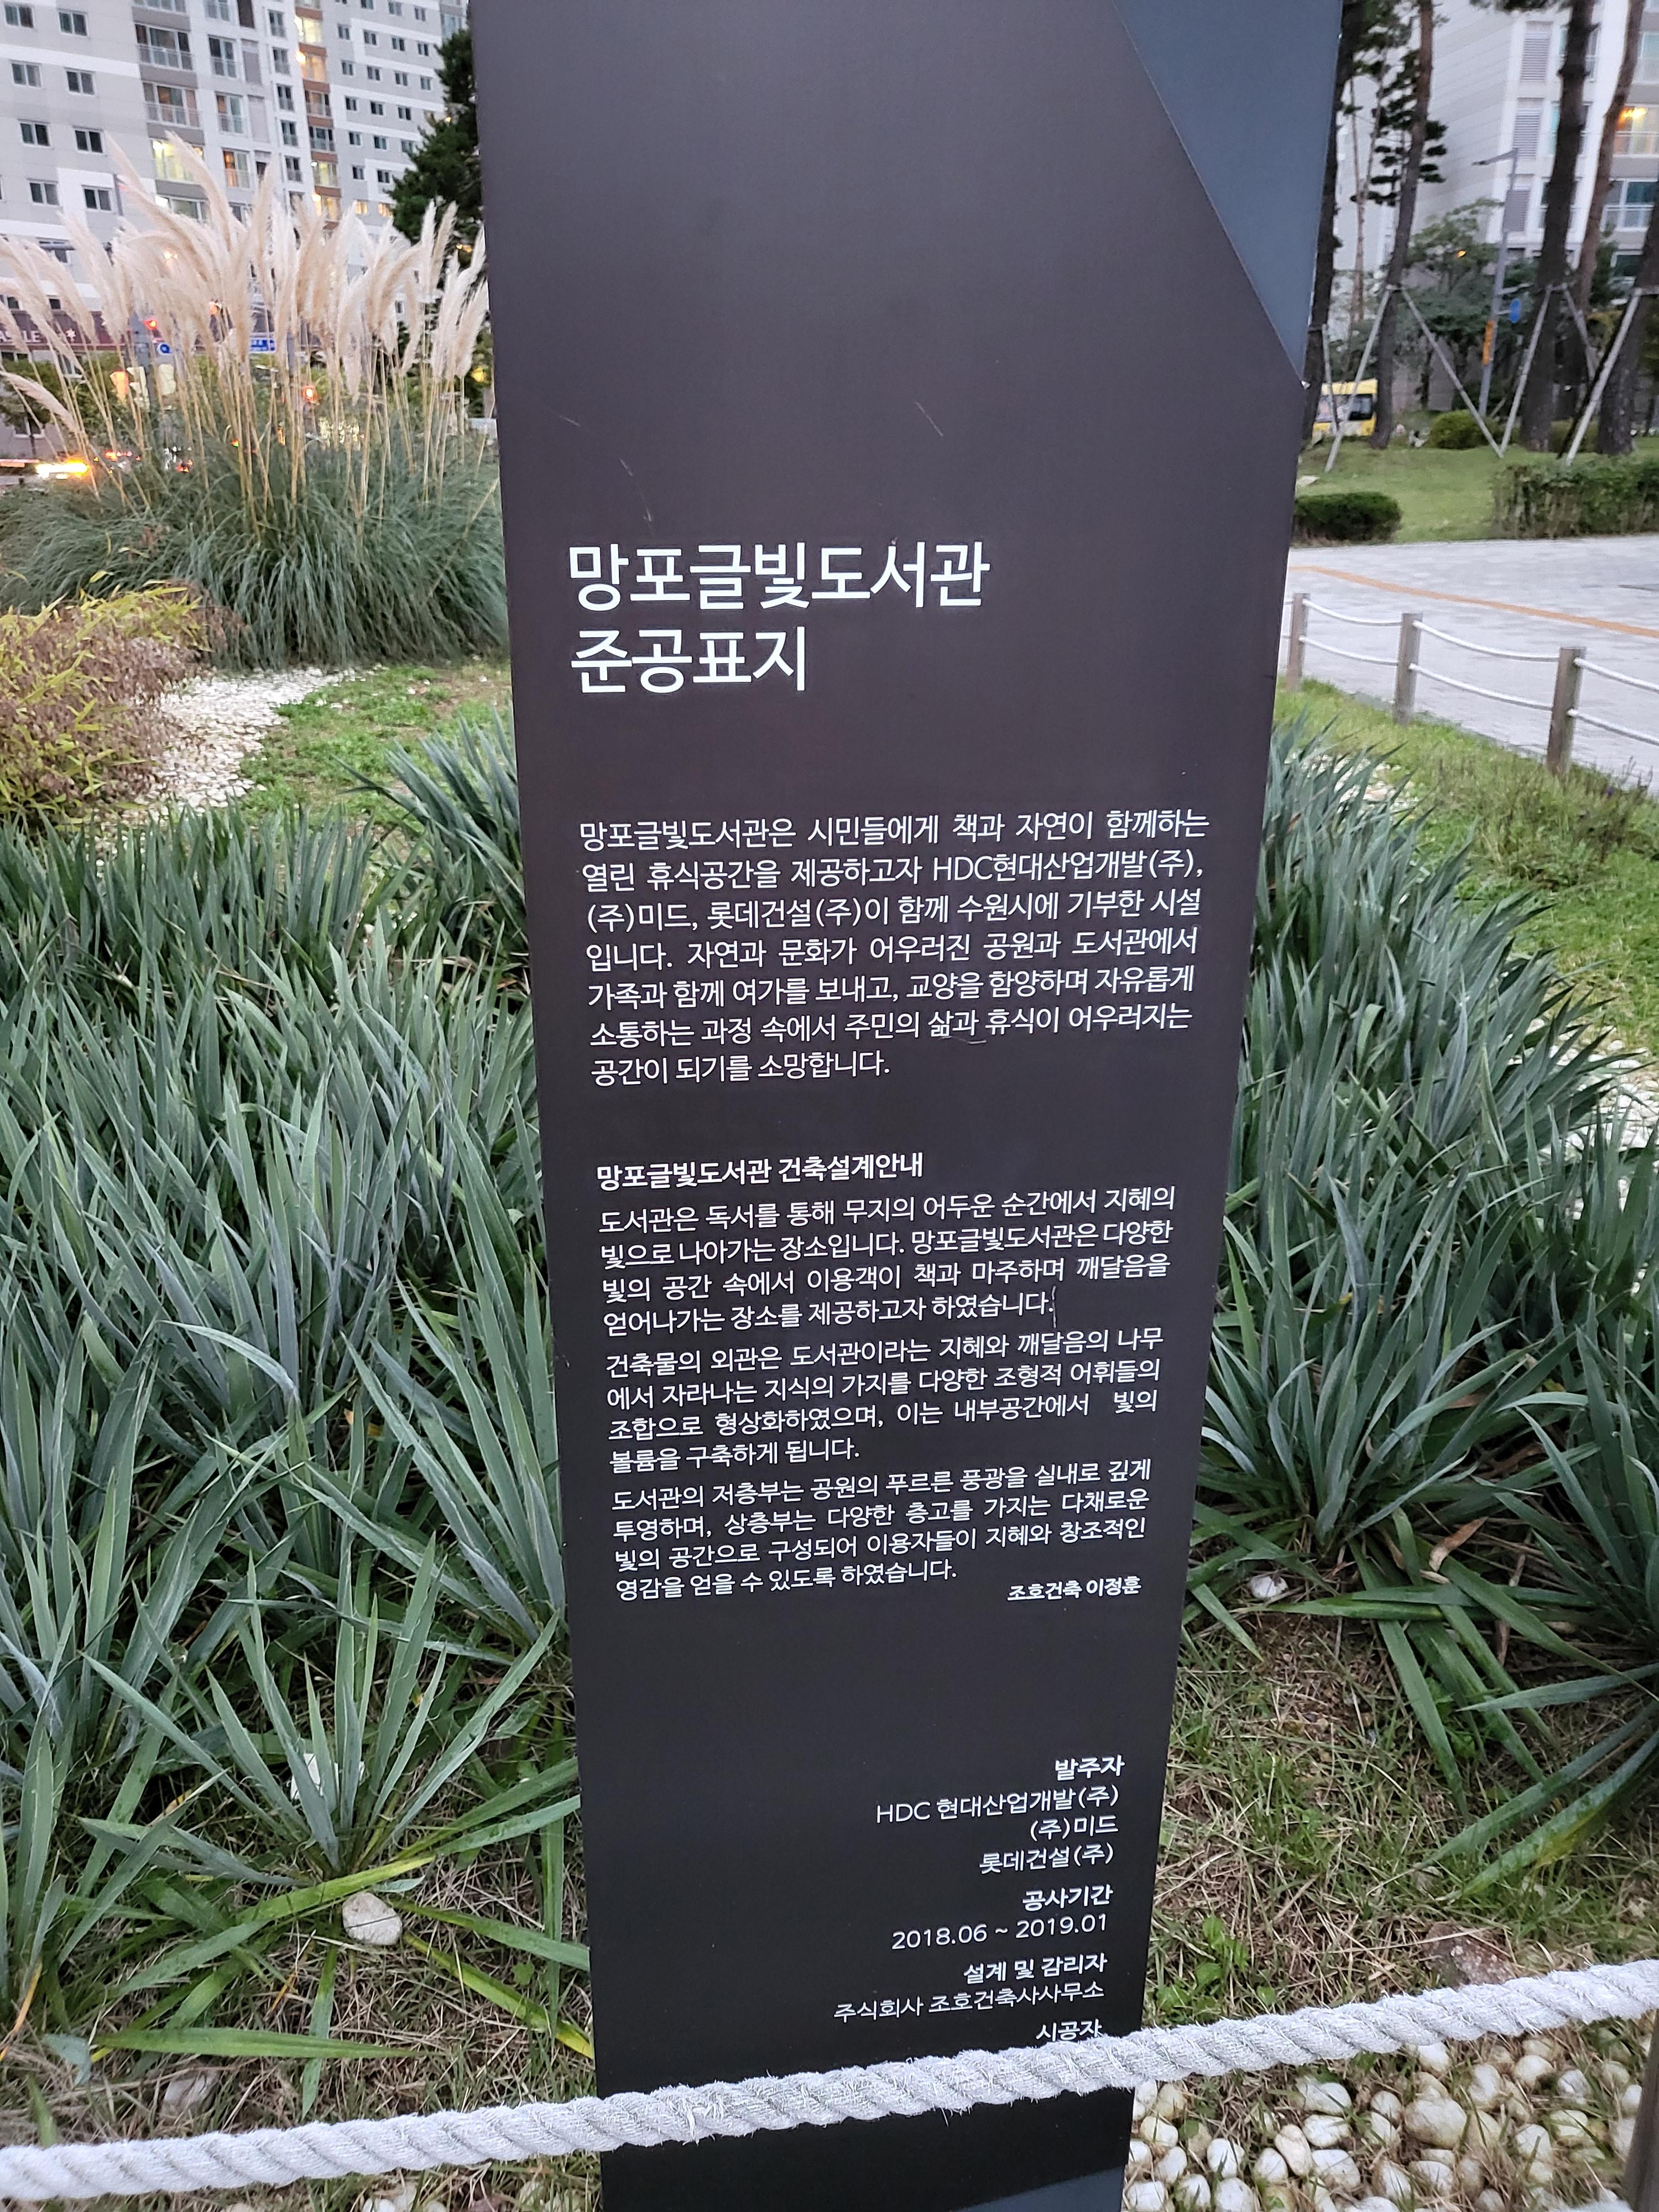 망포글빛도서관
준공표지
망포글빛도서관은 시민들에게 책과 자연이 함께하는
열린 휴식공간을 제공하고자 HDC현대산업개발(주),
(주)미드, 롯데건설(주)이 함께 수원시에 기부한 시설
입니다. 자연과 문화가 어우러진 공원과 도서관에서
가족과 함께 여가를 보내고, 교양을 함양하며 자유롭게
소통하는 과정 속에서 주민의 삶과 휴식이 어우러지는
공간이 되기를 소망합니다.
망포글빛도서관 건축설계안내
도서관은 독서를 통해 무지의 어두운 순간에서 지혜의
빛으로 나아가는 장소입니다. 망포글빛도서관은 다양한
빛의 공간 속에서 이용객이 책과 마주하며 깨달음을
얻어나가는 장소를 제공하고자 하였습니다.
건축물의 외관은 도서관이라는 지혜와 깨달음의 나무
에서 자라나는 지식의 가지를 다양한 조형적 어휘들의
조합으로 형상화하였으며, 이는 내부공간에서 빛의
볼륨을 구축하게 됩니다.
도서관의 저층부는 공원의 푸르른 풍광을 실내로 깊게
투영하며, 상층부는 다양한 층고를 가지는 다채로운
빛의 공간으로 구성되어 이용자들이 지혜와 창조적인
영감을 얻을 수 있도록 하였습니다.
조호건축 이정훈
발주자
HDC 현대산업개발(주)
(주)미드
롯데건설(주)
공사기간
2018.06 ~ 2019.01
설계 및 감리자
주식회사 조호건축사사무소
시공자